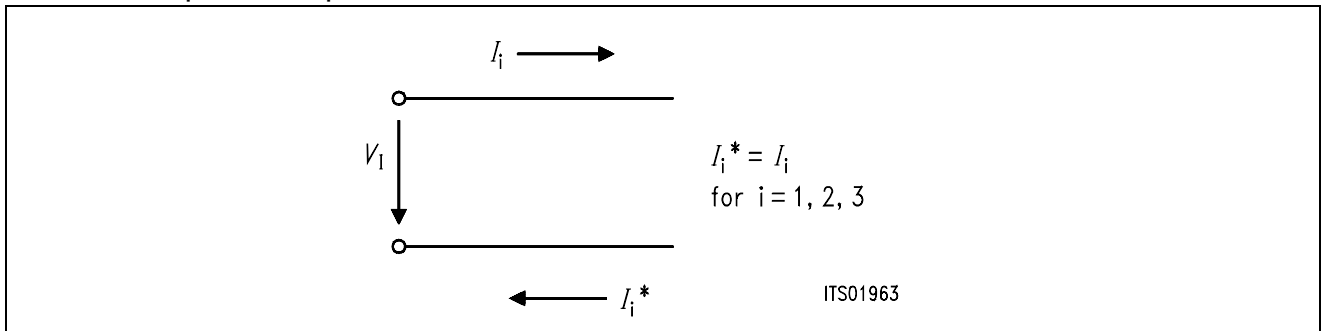 Ii
VI
Ii* = Ii
for i = 1, 2, 3
Ii*
ITS01963